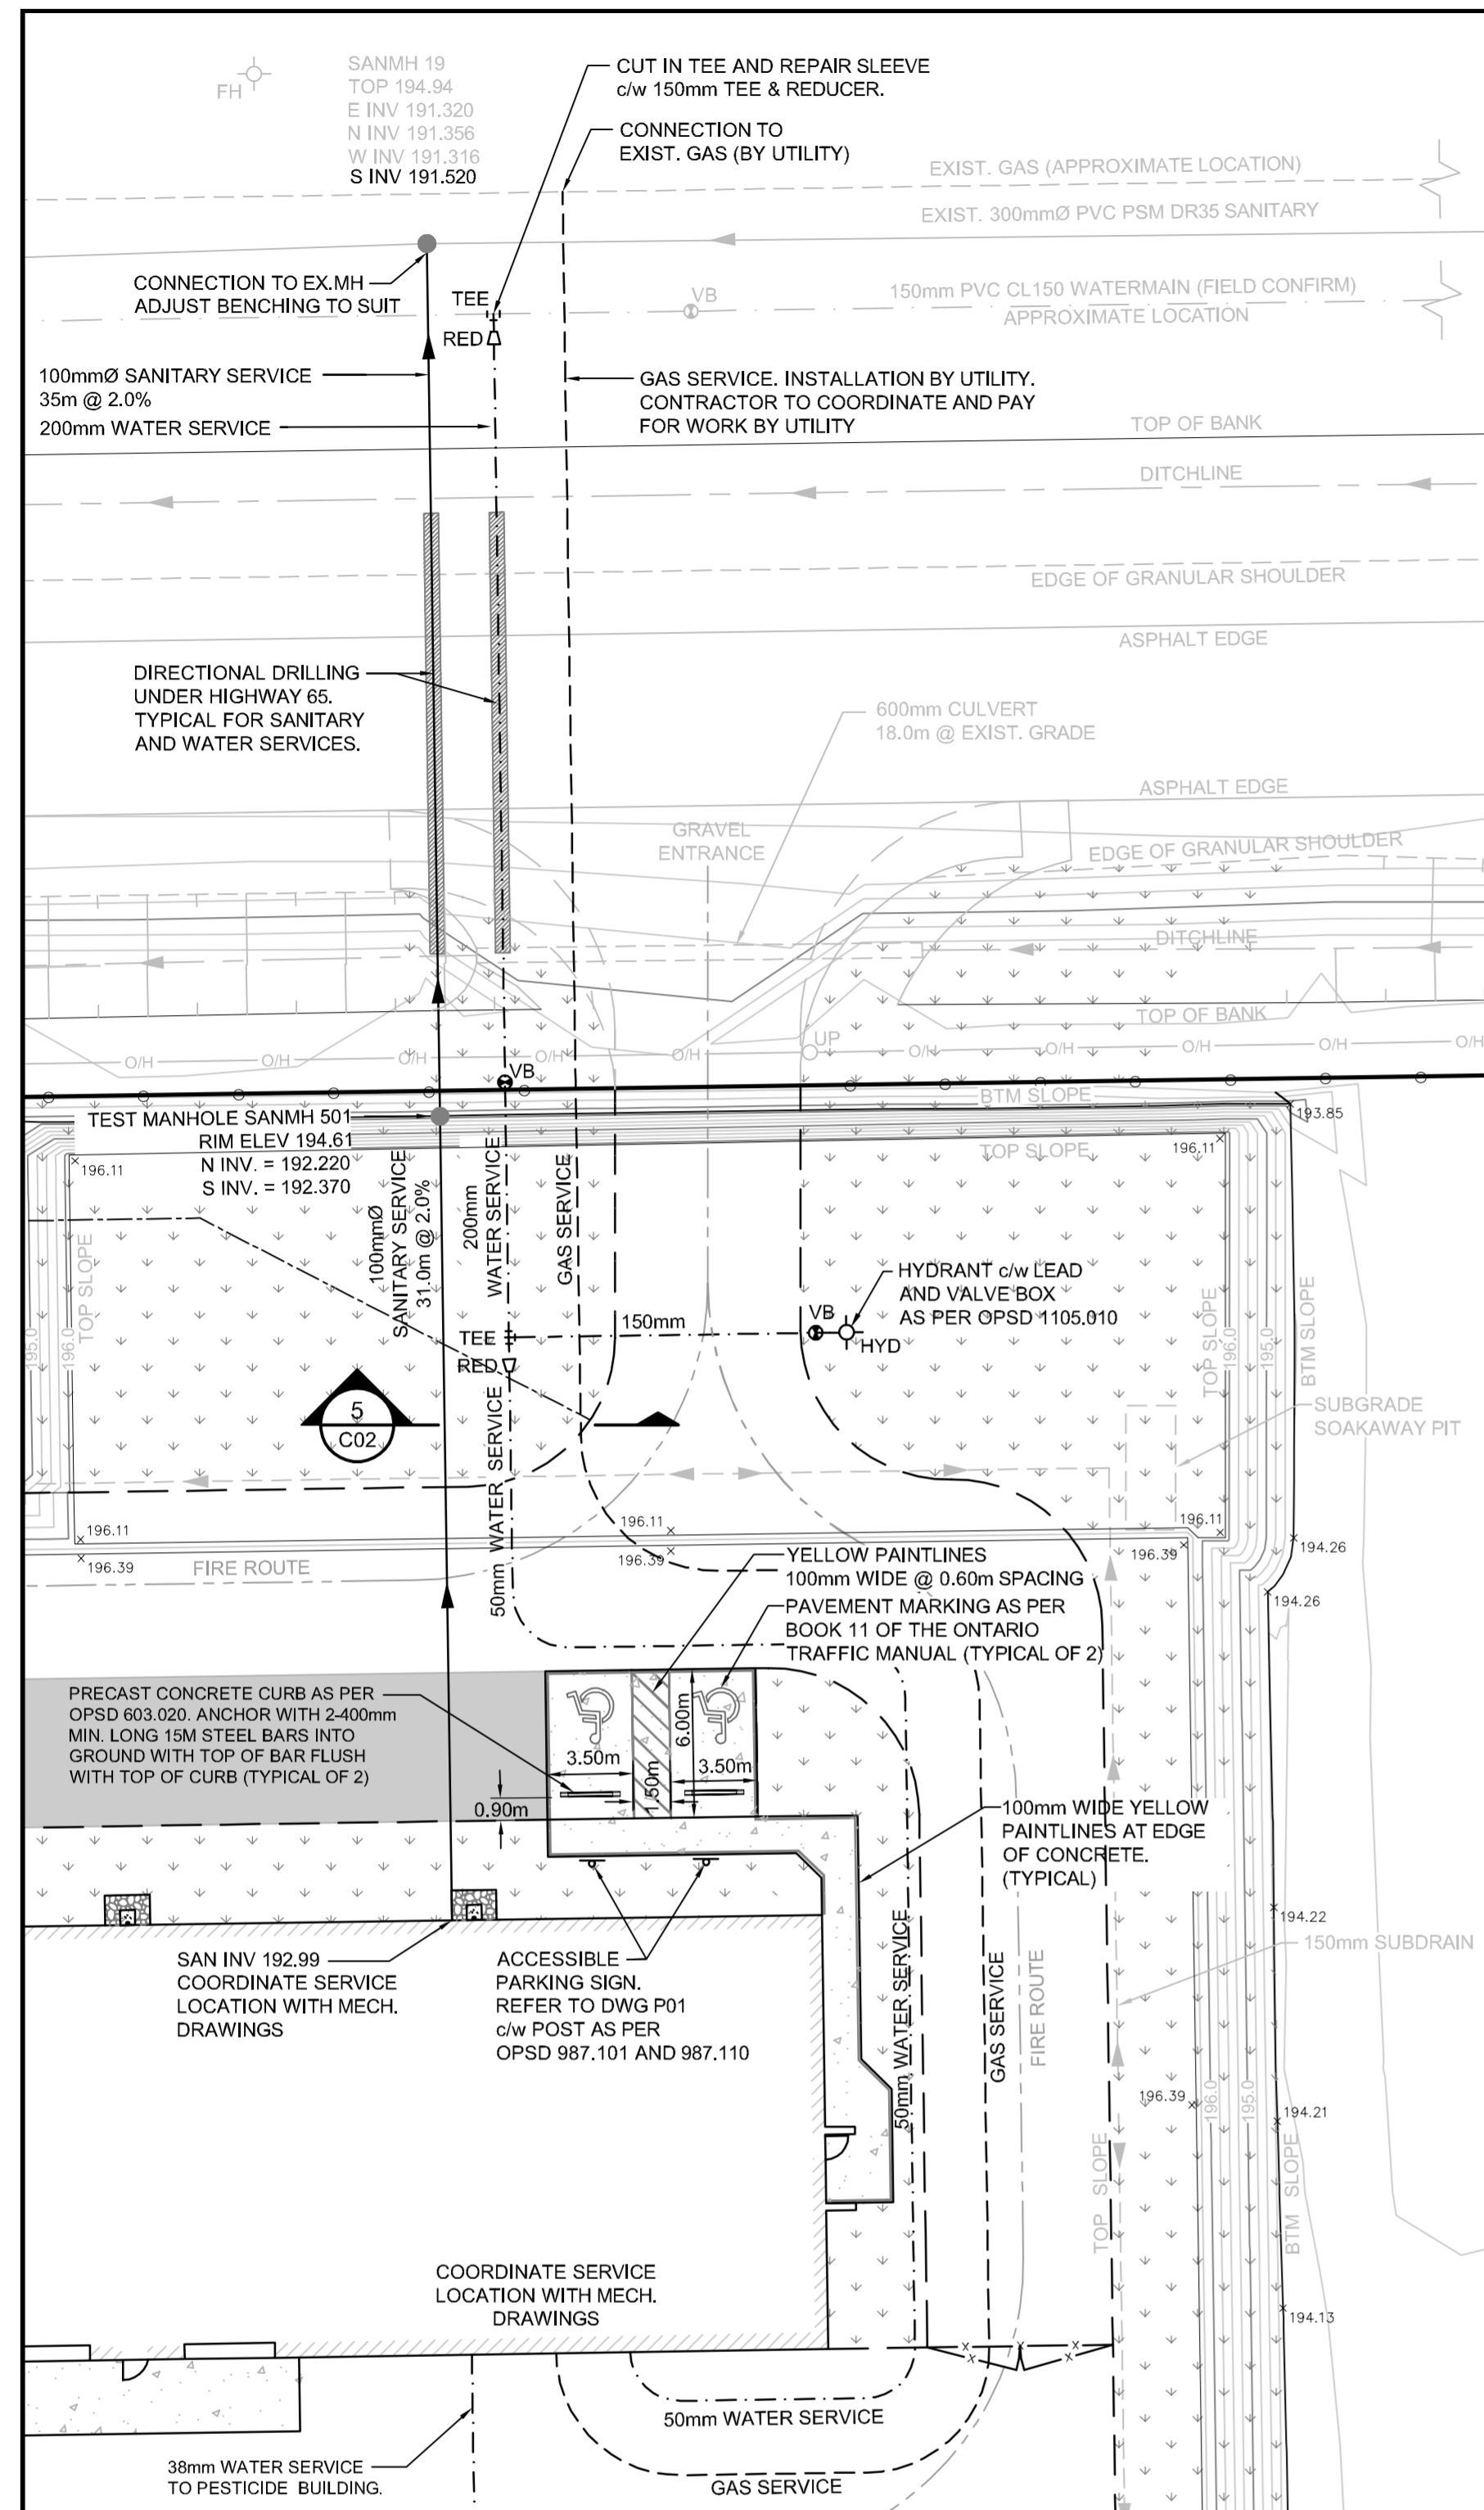 FH
SANMH 19
TOP 194.94
E INV 191.320
N INV 191.356
W INV 191.316
S INV 191.520
CUT IN TEE AND REPAIR SLEEVE
c/w 150mm TEE & REDUCER.
CONNECTION TO
EXIST. GAS (BY UTILITY)
EXIST. GAS (APPROXIMATE LOCATION)
EXIST. 300mmØ PVC PSM DR35 SANITARY
CONNECTION TO EX.MH
ADJUST BENCHING TO SUIT
TEE
RED
VB
150mm PVC CL150 WATERMAIN (FIELD CONFIRM)
APPROXIMATE LOCATION
100mmØ SANITARY SERVICE
35m @ 2.0%
200mm WATER SERVICE
GAS SERVICE. INSTALLATION BY UTILITY.
CONTRACTOR TO COORDINATE AND PAY
FOR WORK BY UTILITY
TOP OF BANK
DITCHLINE
EDGE OF GRANULAR SHOULDER
ASPHALT EDGE
DIRECTIONAL DRILLING
UNDER HIGHWAY 65.
TYPICAL FOR SANITARY
AND WATER SERVICES.
600mm CULVERT
18.0m @ EXIST. GRADE
ASPHALT EDGE
GRAVEL
ENTRANCE
EDGE OF GRANULAR SHOULDER
DITCHLINE
TOP OF BANK
UP
O/H
O/H
O/H
O/H
O/H
O/H
O/H
O/H
O/H
O/H
VB
BTM SLOPE
193.85
TEST MANHOLE SANMH 501
RIM ELEV 194.61
N INV. = 192.220
S INV. = 192.370
TOP SLOPE
196.11
196.11
100mmØ
SANITARY SERVICE
31.0m @ 2.0%
200mm
WATER SERVICE
GAS SERVICE
TOP SLOPE
195.0
196.0
HYDRANT c/w LEAD
AND VALVE BOX
AS PER OPSD 1105.010
VB
HYD
150mm
TEE
RED
TOP SLOPE
196.0
195.0
BTM SLOPE
5
C02
50mm WATER SERVICE
SUBGRADE
SOAKAWAY PIT
196.11
196.39
196.11
196.39
196.11
196.39
194.26
194.26
FIRE ROUTE
YELLOW PAINTLINES
100mm WIDE @ 0.60m SPACING
PAVEMENT MARKING AS PER
BOOK 11 OF THE ONTARIO
TRAFFIC MANUAL (TYPICAL OF 2)
PRECAST CONCRETE CURB AS PER
OPSD 603.020. ANCHOR WITH 2-400mm
MIN. LONG 15M STEEL BARS INTO
GROUND WITH TOP OF BAR FLUSH
WITH TOP OF CURB (TYPICAL OF 2)
3.50m
1.50m
6.00m
3.50m
0.90m
100mm WIDE YELLOW
PAINTLINES AT EDGE
OF CONCRETE.
(TYPICAL)
194.22
150mm SUBDRAIN
SAN INV 192.99
COORDINATE SERVICE
LOCATION WITH MECH.
DRAWINGS
ACCESSIBLE
PARKING SIGN.
REFER TO DWG P01
c/w POST AS PER
OPSD 987.101 AND 987.110
50mm WATER SERVICE
GAS SERVICE
FIRE ROUTE
196.39
196.0
195.0
194.21
TOP SLOPE
BTM SLOPE
194.13
COORDINATE SERVICE
LOCATION WITH MECH.
DRAWINGS
50mm WATER SERVICE
38mm WATER SERVICE
TO PESTICIDE BUILDING.
GAS SERVICE